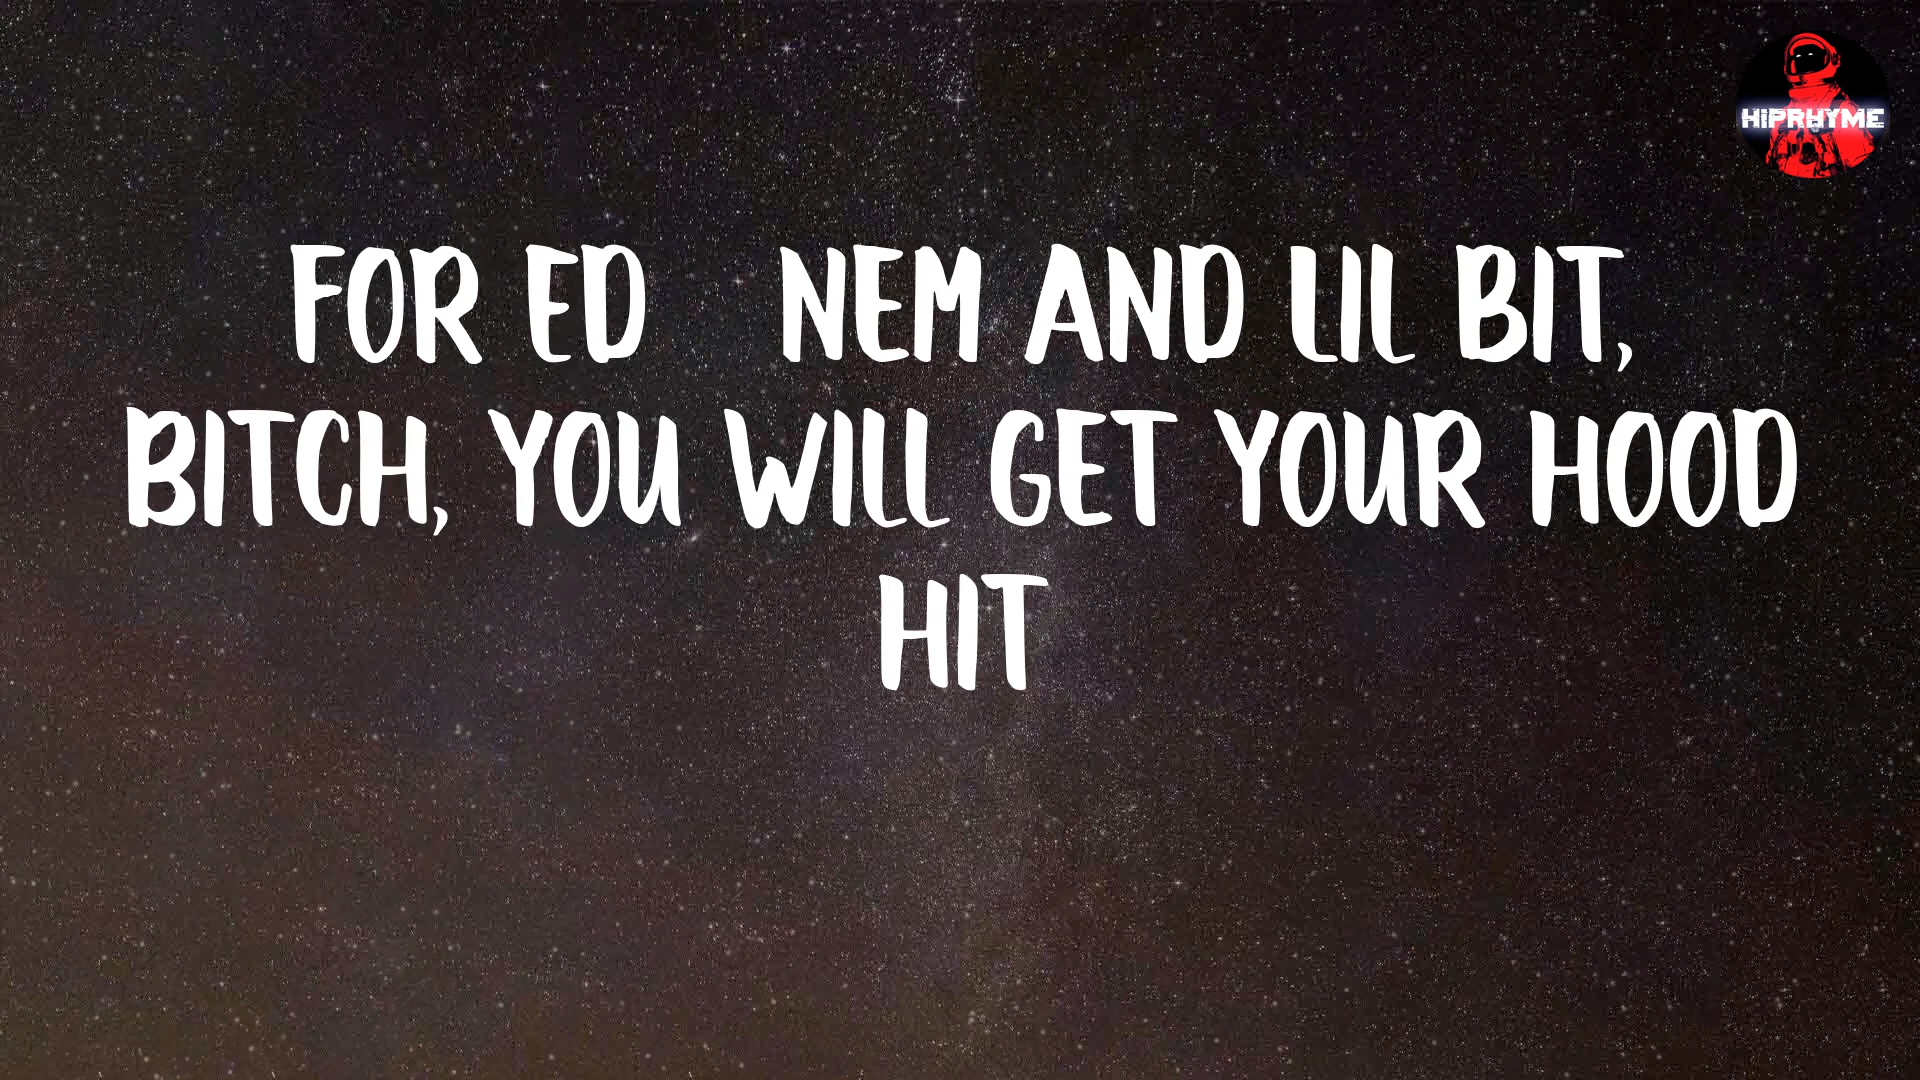 HIPRHYME
FOR ED NEM AND LIL BIT,
BITCH, YOU WILL GET YOUR HOOD
HIT